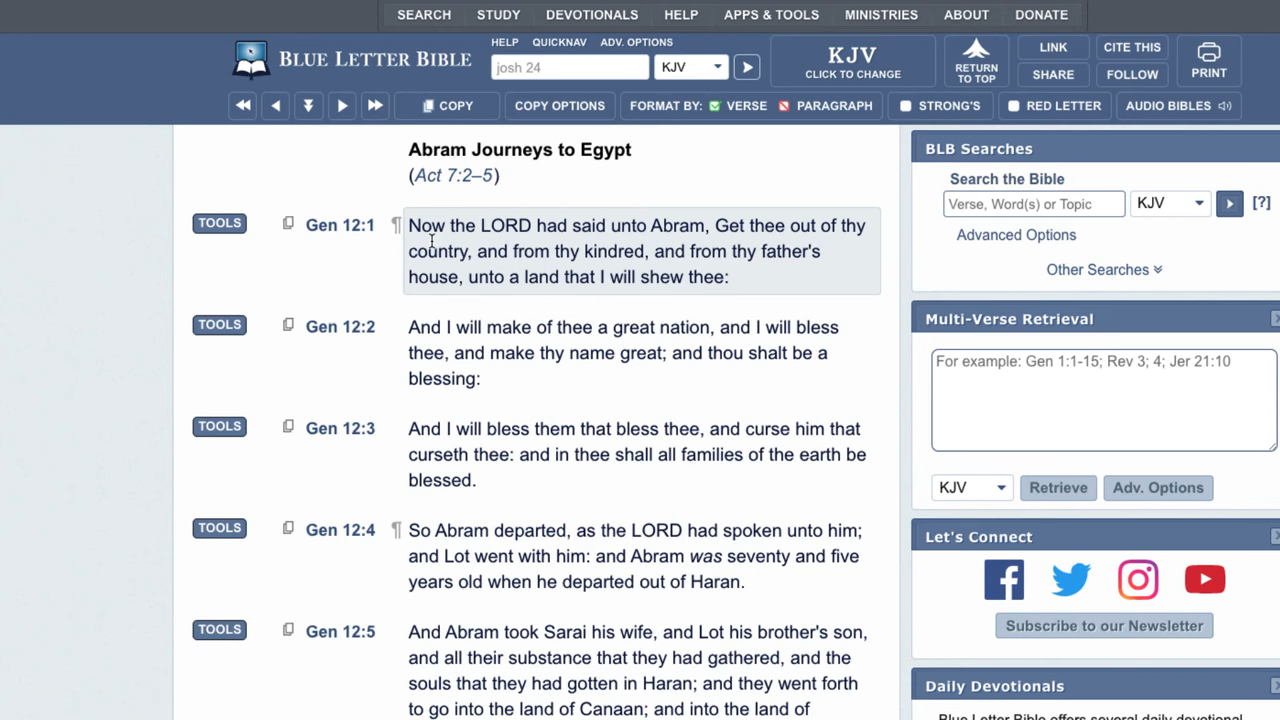 SEARCH STUDY DEVOTIONALS HELP APPS & TOOLS MINISTRIES ABOUT DONATE
BLUE LETTER BIBLE
HELP QUICKNAV ADV. OPTIONS
josh 24 KJV
KJV
CLICK TO CHANGE
RETURN
TO TOP
LINK
SHARE
CITE THIS
FOLLOW
PRINT
COPY COPY OPTIONS FORMAT BY: VERSE PARAGRAPH STRONG'S RED LETTER AUDIO BIBLES
Abram Journeys to Egypt
(Act 7:2–5)
TOOLS Gen 12:1 ¶ Now the LORD had said unto Abram, Get thee out of thy
country, and from thy kindred, and from thy father's
house, unto a land that I will shew thee:
TOOLS Gen 12:2 And I will make of thee a great nation, and I will bless
thee, and make thy name great; and thou shalt be a
blessing:
TOOLS Gen 12:3 And I will bless them that bless thee, and curse him that
curseth thee: and in thee shall all families of the earth be
blessed.
TOOLS Gen 12:4 ¶ So Abram departed, as the LORD had spoken unto him;
and Lot went with him: and Abram was seventy and five
years old when he departed out of Haran.
TOOLS Gen 12:5 And Abram took Sarai his wife, and Lot his brother's son,
and all their substance that they had gathered, and the
souls that they had gotten in Haran; and they went forth
to go into the land of Canaan; and into the land of
BLB Searches
Search the Bible
Verse, Word(s) or Topic KJV [?]
Advanced Options
Other Searches
Multi-Verse Retrieval
For example: Gen 1:1-15; Rev 3; 4; Jer 21:10
KJV Retrieve Adv. Options
Let's Connect
Subscribe to our Newsletter
Daily Devotionals
Blue Letter Bible offers several daily devotional